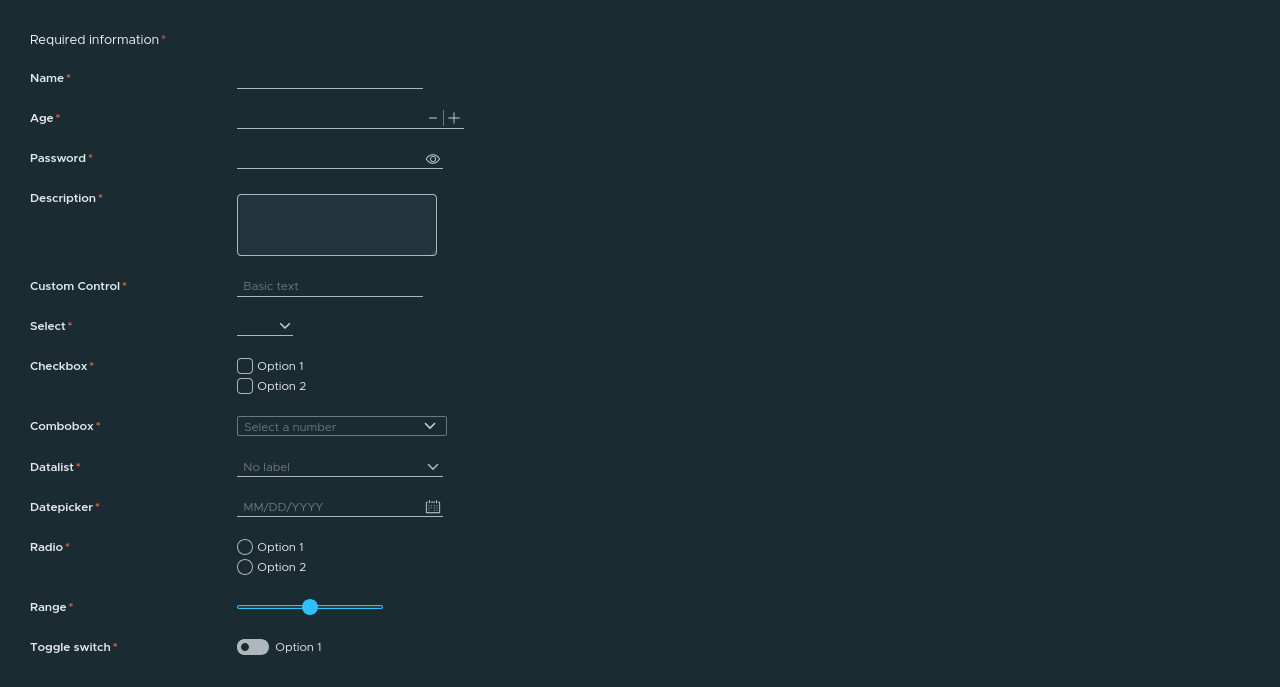 Required information *
Name *
Age *
Password *
Description *
Custom Control * Basic text
Select *
Checkbox * Option 1
Option 2
Combobox * Select a number
Datalist * No label
Datepicker * MM/DD/YYYY
Radio * Option 1
Option 2
Range *
Toggle switch * Option 1